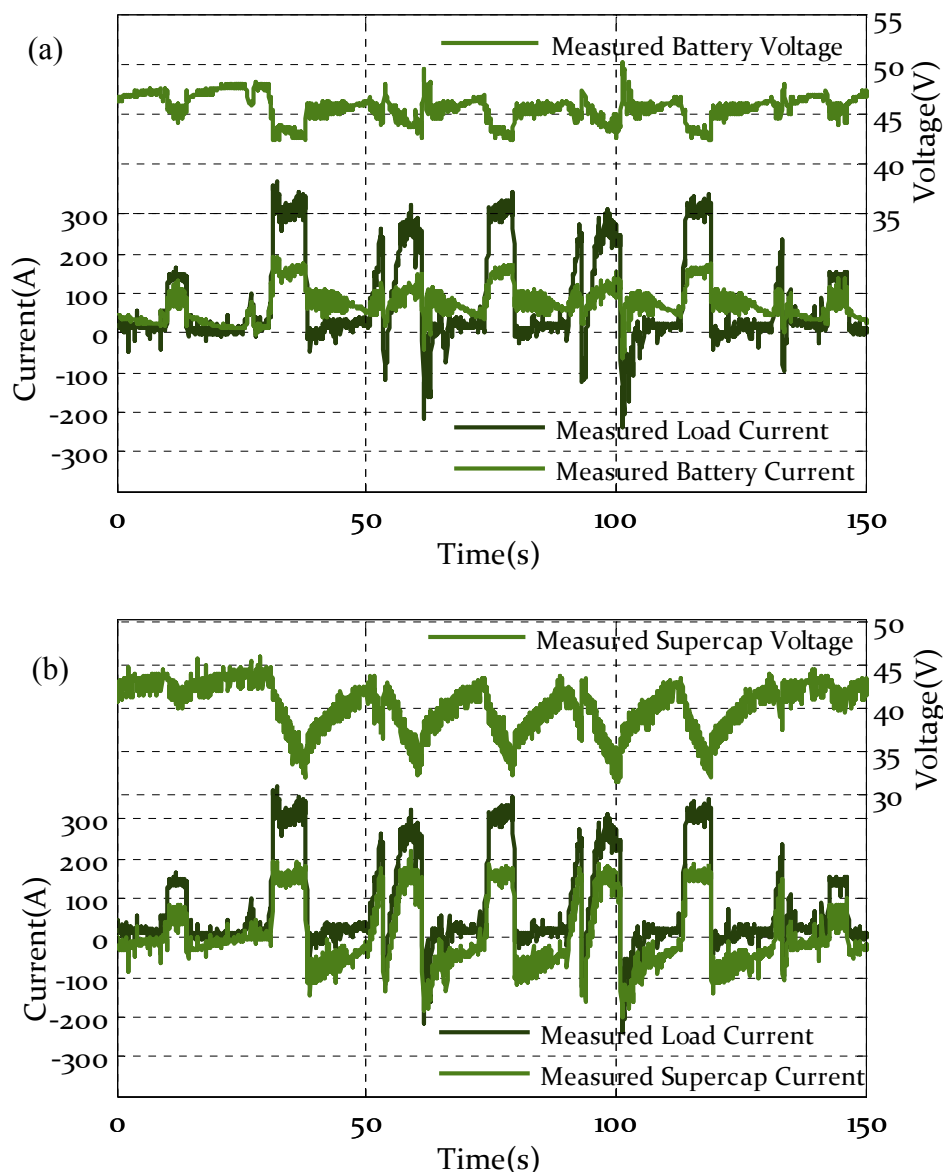 (a)
Measured Battery Voltage
55
50
45
40
35
Voltage(V)
300
200
100
0
-100
-200
-300
Current(A)
Measured Load Current
Measured Battery Current
0 50 100 150
Time(s)
(b)
Measured Supercap Voltage
50
45
40
35
30
Voltage(V)
300
200
100
0
-100
-200
-300
Current(A)
Measured Load Current
Measured Supercap Current
0 50 100 150
Time(s)